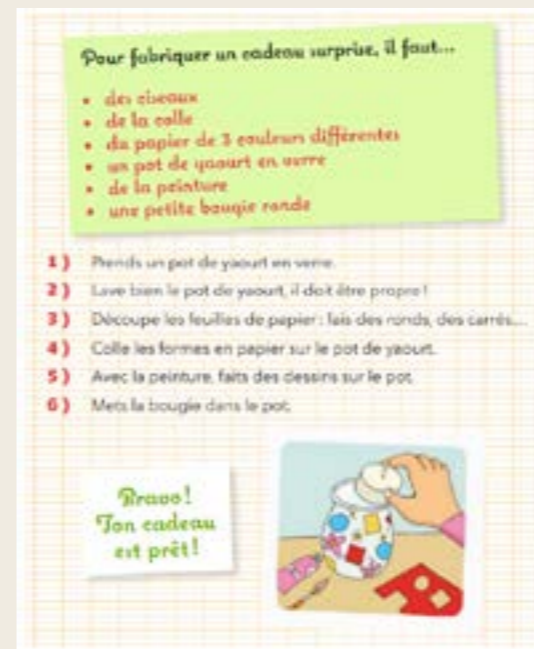 Pour fabriquer un cadeau surprise, il faut...
• des ciseaux
• de la colle
• du papier de 3 couleurs différentes
• un pot de yaourt en verre
• de la peinture
• une petite bougie ronde
1) Prends un pot de yaourt en verre.
2) Lave bien le pot de yaourt, il doit être propre !
3) Découpe les feuilles de papier : fais des ronds, des carrés...
4) Colle les formes en papier sur le pot de yaourt.
5) Avec la peinture, faits des dessins sur le pot.
6) Mets la bougie dans le pot.
Bravo !
Ton cadeau
est prêt !